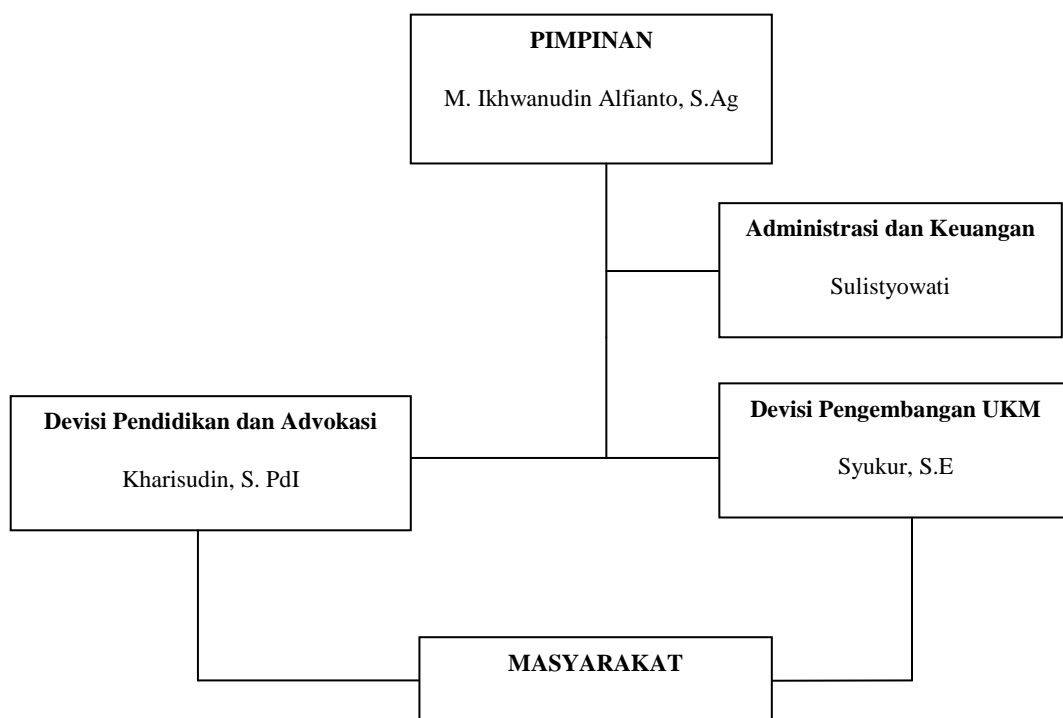 PIMPINAN
M. Ikhwanudin Alfianto, S.Ag
Administrasi dan Keuangan
Sulistyowati
Devisi Pendidikan dan Advokasi
Kharisudin, S. PdI
Devisi Pengembangan UKM
Syukur, S.E
MASYARAKAT